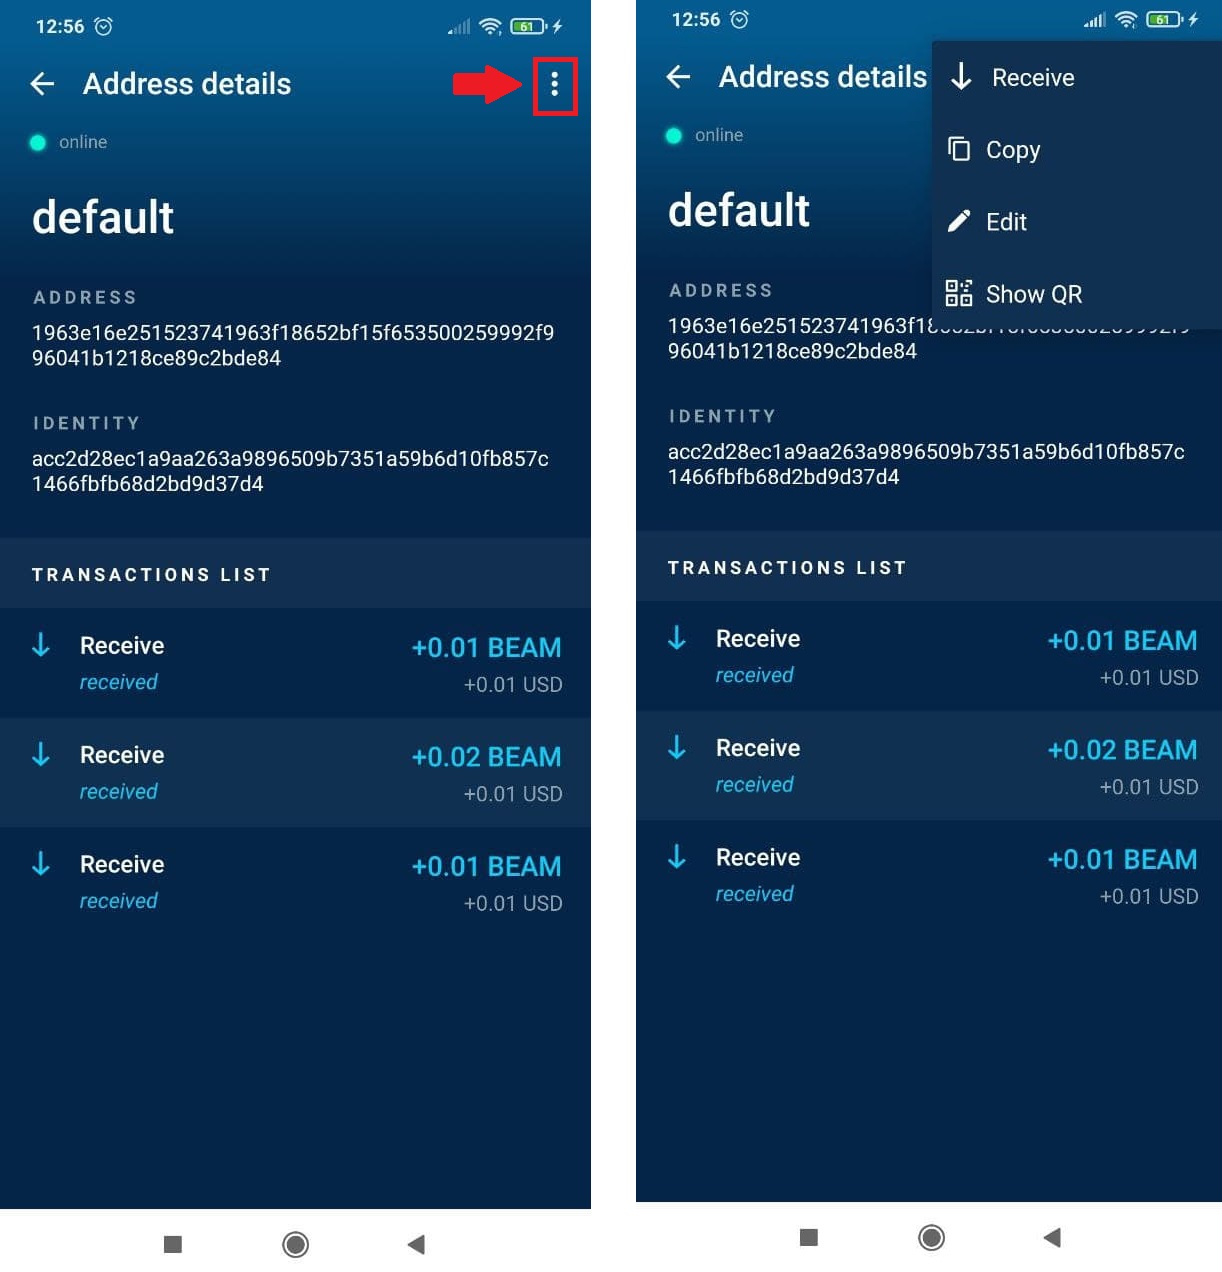 12:56
61
Address details
online
default
ADDRESS
1963e16e251523741963f18652bf15f653500259992f9
96041b1218ce89c2bde84
IDENTITY
acc2d28ec1a9aa263a9896509b7351a59b6d10fb857c
1466fbfb68d2bd9d37d4
TRANSACTIONS LIST
Receive
+0.01 BEAM
received
+0.01 USD
Receive
+0.02 BEAM
received
+0.01 USD
Receive
+0.01 BEAM
received
+0.01 USD
12:56
61
Address details
Receive
Copy
Edit
Show QR
online
default
ADDRESS
1963e16e251523741963f18652bf15f653500259992f9
96041b1218ce89c2bde84
IDENTITY
acc2d28ec1a9aa263a9896509b7351a59b6d10fb857c
1466fbfb68d2bd9d37d4
TRANSACTIONS LIST
Receive
+0.01 BEAM
received
+0.01 USD
Receive
+0.02 BEAM
received
+0.01 USD
Receive
+0.01 BEAM
received
+0.01 USD